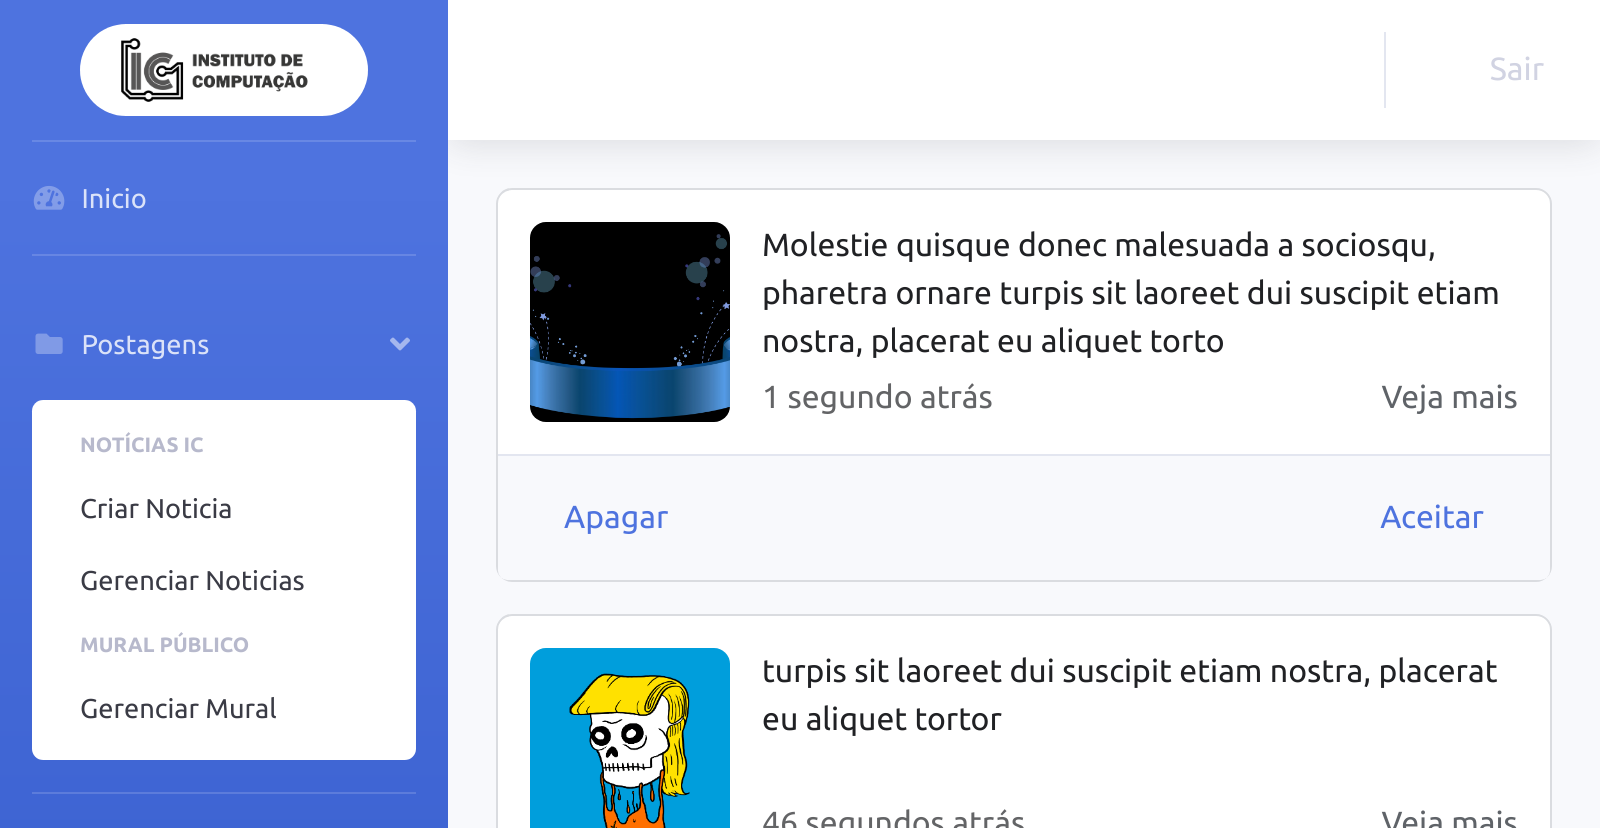 INSTITUTO DE
COMPUTAÇÃO
Sair
Inicio
Postagens
NOTÍCIAS IC
Criar Noticia
Gerenciar Noticias
MURAL PÚBLICO
Gerenciar Mural
Molestie quisque donec malesuada a sociosqu,
pharetra ornare turpis sit laoreet dui suscipit etiam
nostra, placerat eu aliquet torto
1 segundo atrás
Veja mais
Apagar
Aceitar
turpis sit laoreet dui suscipit etiam nostra, placerat
eu aliquet tortor
46 segundos atrás
Veja mais